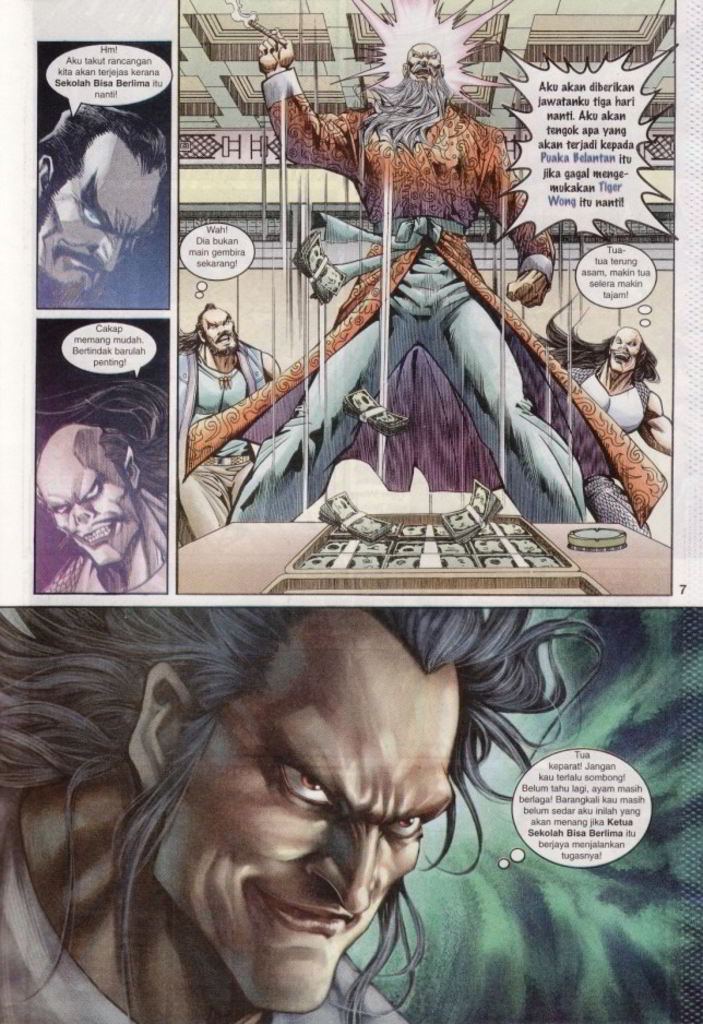 Hm!
Aku takut rancangan
kita akan terjejas kerana
Sekolah Bisa Berlima itu
nanti!
Cakap
memang mudah.
Bertindak barulah
penting!
Wah!
Dia bukan
main gembira
sekarang!
Aku akan diberikan
jawatanku tiga hari
nanti. Aku akan
tengok apa yang
akan terjadi kepada
Puaka Belantan itu
jika gagal menge-
mukakan Tiger
Wong itu nanti!
Tua-
tua terung
asam, makin tua
selera makin
tajam!
7
Tua
keparat! Jangan
kau terlalu sombong!
Belum tahu lagi, ayam masih
berlaga! Barangkali kau masih
belum sedar aku inilah yang
akan menang jika Ketua
Sekolah Bisa Berlima itu
berjaya menjalankan
tugasnya!